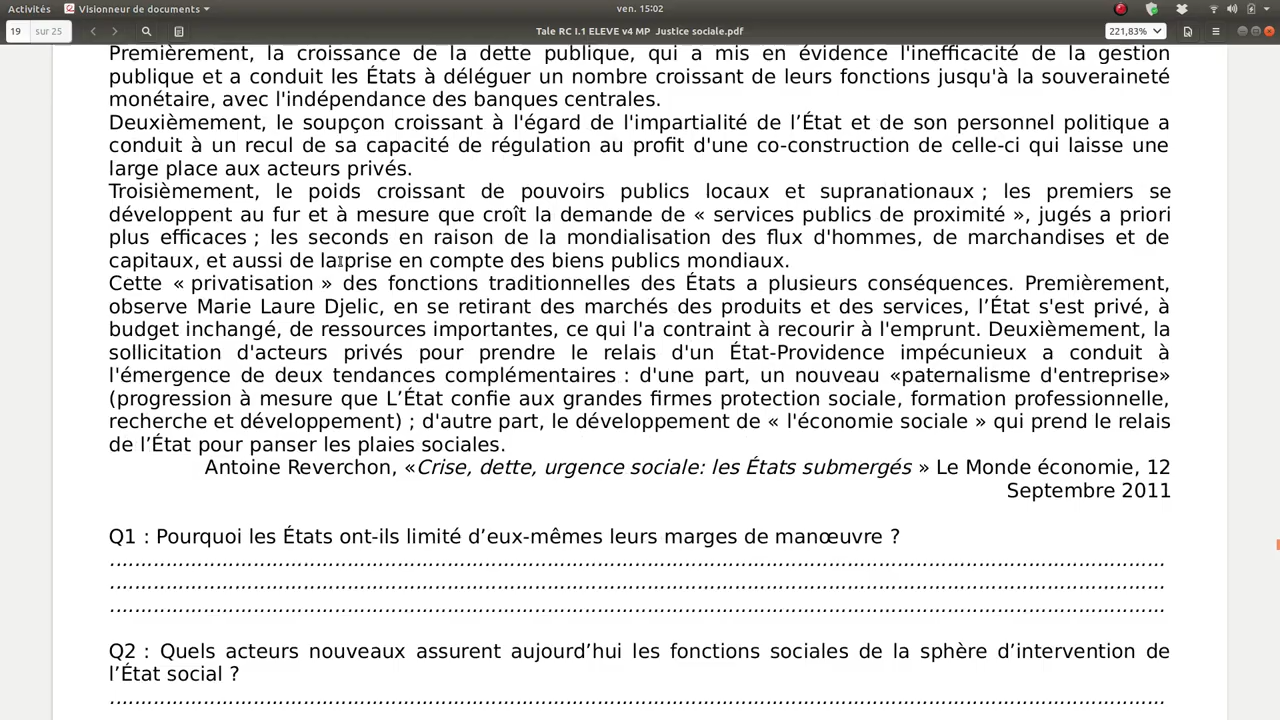 Activités Visionneur de documents ven. 15:02
19 sur 25 Tale RC I.1 ELEVE v4 MP Justice sociale.pdf 221,83%
Premièrement, la croissance de la dette publique, qui a mis en évidence l'inefficacité de la gestion
publique et a conduit les États à déléguer un nombre croissant de leurs fonctions jusqu'à la souveraineté
monétaire, avec l'indépendance des banques centrales.
Deuxièmement, le soupçon croissant à l'égard de l'impartialité de l’État et de son personnel politique a
conduit à un recul de sa capacité de régulation au profit d'une co-construction de celle-ci qui laisse une
large place aux acteurs privés.
Troisièmement, le poids croissant de pouvoirs publics locaux et supranationaux ; les premiers se
développent au fur et à mesure que croît la demande de « services publics de proximité », jugés a priori
plus efficaces ; les seconds en raison de la mondialisation des flux d'hommes, de marchandises et de
capitaux, et aussi de la prise en compte des biens publics mondiaux.
Cette « privatisation » des fonctions traditionnelles des États a plusieurs conséquences. Premièrement,
observe Marie Laure Djelic, en se retirant des marchés des produits et des services, l’État s'est privé, à
budget inchangé, de ressources importantes, ce qui l'a contraint à recourir à l'emprunt. Deuxièmement, la
sollicitation d'acteurs privés pour prendre le relais d'un État-Providence impécunieux a conduit à
l'émergence de deux tendances complémentaires : d'une part, un nouveau «paternalisme d'entreprise»
(progression à mesure que L’État confie aux grandes firmes protection sociale, formation professionnelle,
recherche et développement) ; d'autre part, le développement de « l'économie sociale » qui prend le relais
de l’État pour panser les plaies sociales.
Antoine Reverchon, «Crise, dette, urgence sociale: les États submergés » Le Monde économie, 12
Septembre 2011
Q1 : Pourquoi les États ont-ils limité d’eux-mêmes leurs marges de manœuvre ?
Q2 : Quels acteurs nouveaux assurent aujourd’hui les fonctions sociales de la sphère d’intervention de
l’État social ?